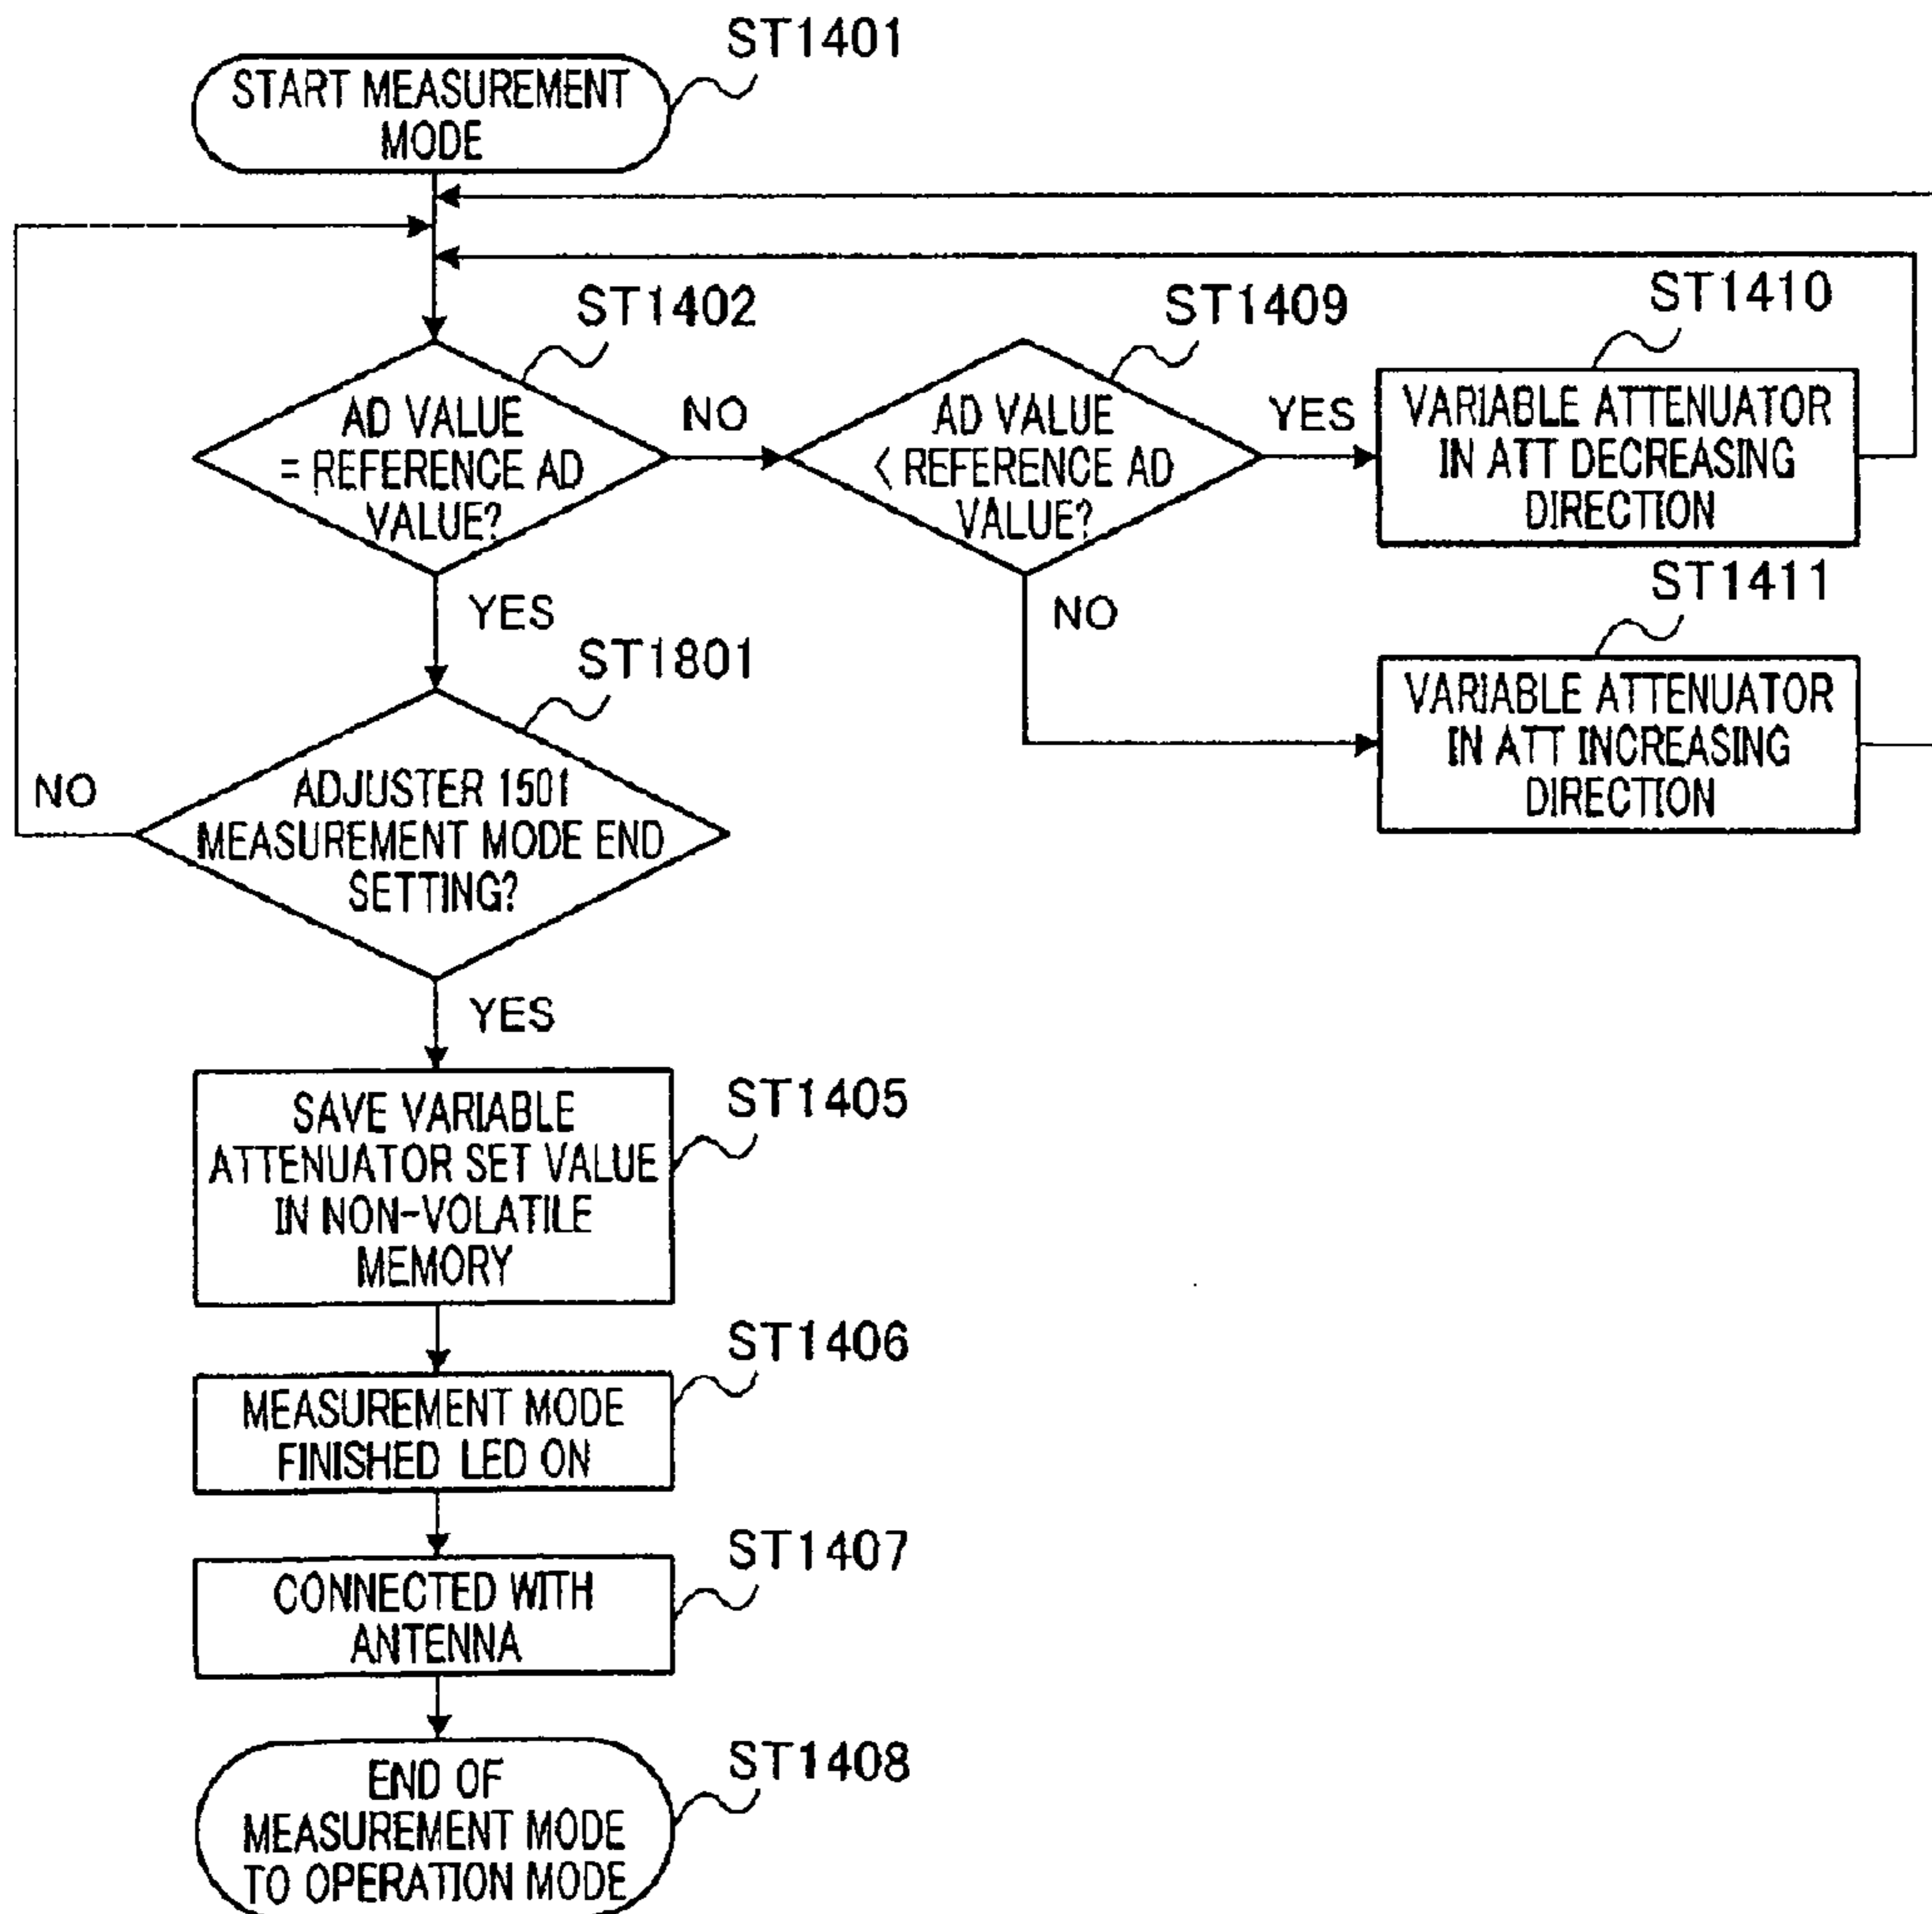 ST1401
START MEASUREMENT
MODE
ST1402
AD VALUE
= REFERENCE AD
VALUE?
NO
YES
ST1409
AD VALUE
< REFERENCE AD
VALUE?
YES
NO
ST1410
VARIABLE ATTENUATOR
IN ATT DECREASING
DIRECTION
ST1411
VARIABLE ATTENUATOR
IN ATT INCREASING
DIRECTION
ST1801
ADJUSTER 1501
MEASUREMENT MODE END
SETTING?
NO
YES
ST1405
SAVE VARIABLE
ATTENUATOR SET VALUE
IN NON-VOLATILE
MEMORY
ST1406
MEASUREMENT MODE
FINISHED LED ON
ST1407
CONNECTED WITH
ANTENNA
ST1408
END OF
MEASUREMENT MODE
TO OPERATION MODE